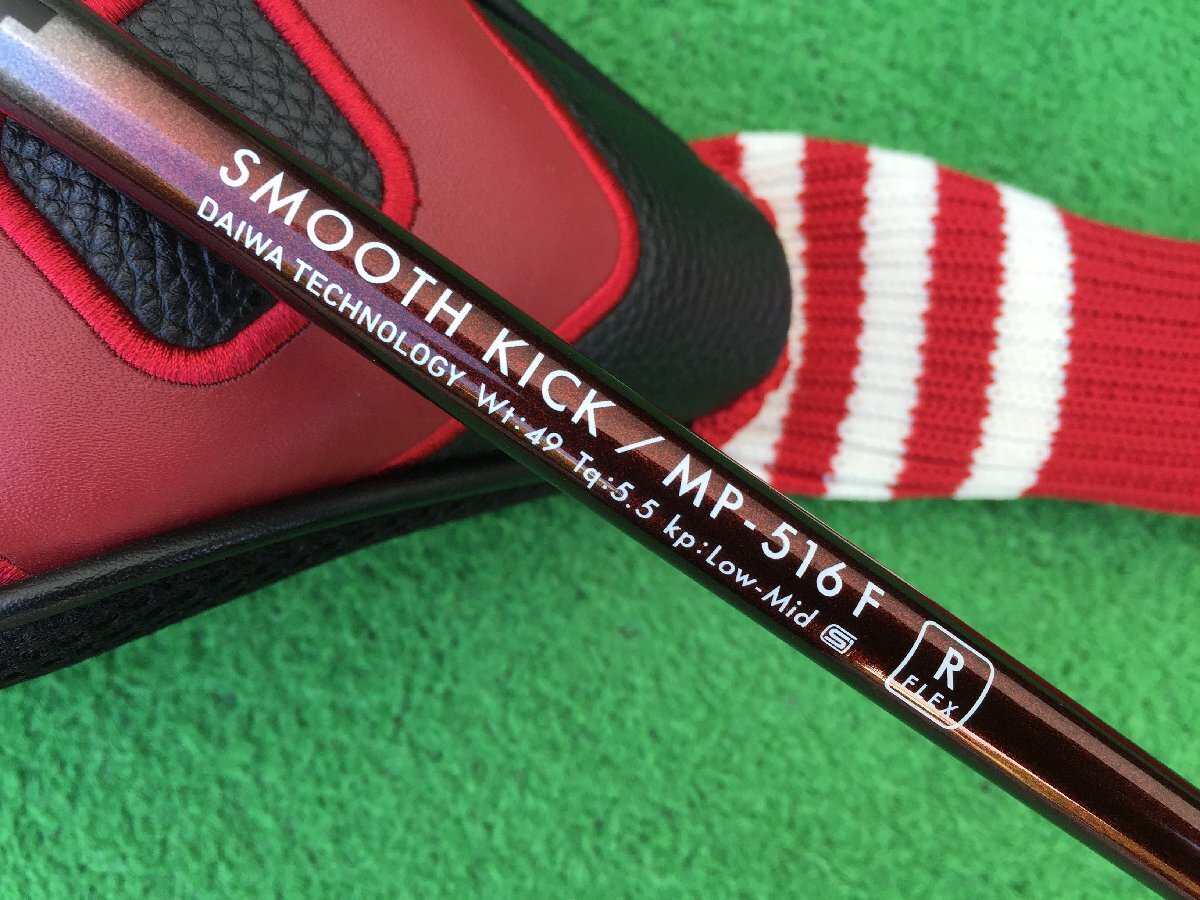 SMOOTH KICK / MP-516F
DAIWA TECHNOLOGY Wt:49 Tq:5.5 kp:Low-Mid S
R
FLEX